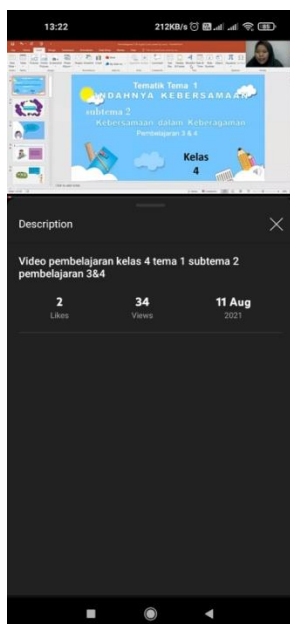 13:22
212KB/s
Tematik Tema 1
INDAHNYA KEBERSAMAAN
subtema 2
Kebersamaan dalam Keberagaman
Pembelajaran 3 & 4
Kelas
4
Description
Video pembelajaran kelas 4 tema 1 subtema 2
pembelajaran 3&4
2
34
11 Aug
Likes
Views
2021